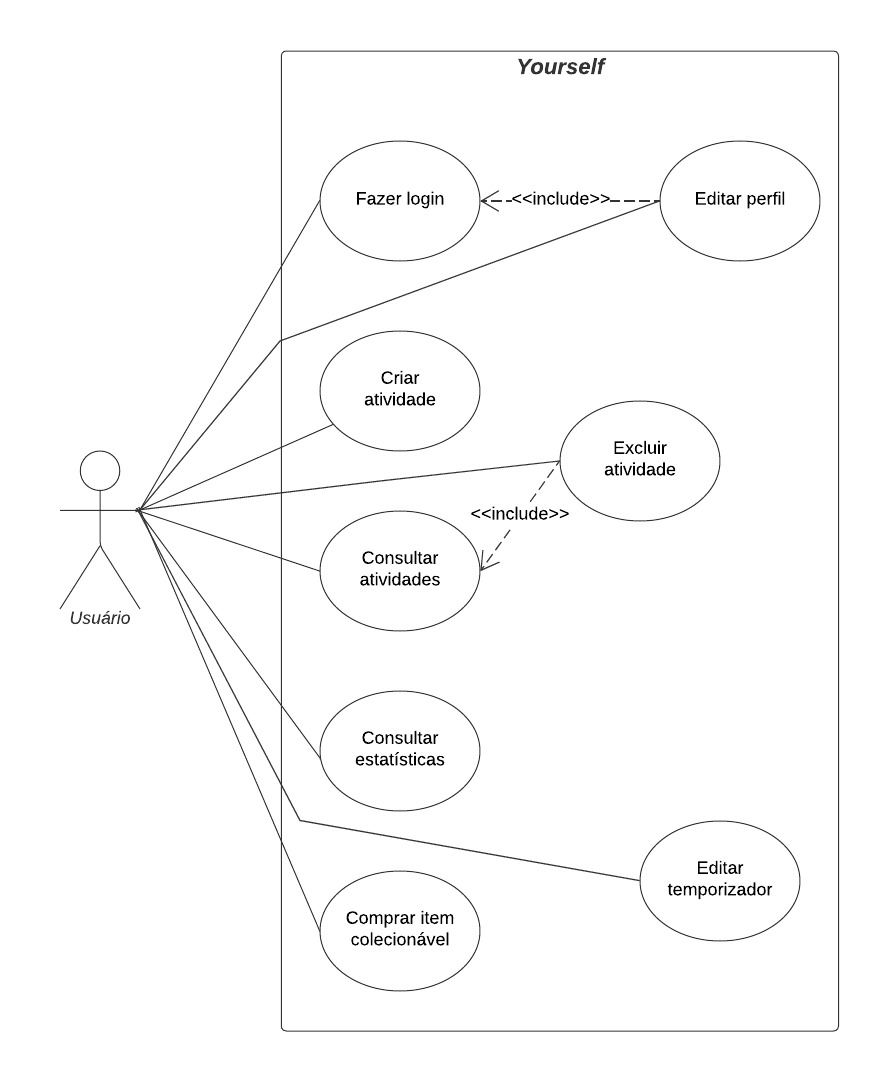 Yourself
Fazer login
<<include>>
Editar perfil
Criar
atividade
Excluir
atividade
<<include>>
Consultar
atividades
Usuário
Consultar
estatísticas
Editar
temporizador
Comprar item
colecionável